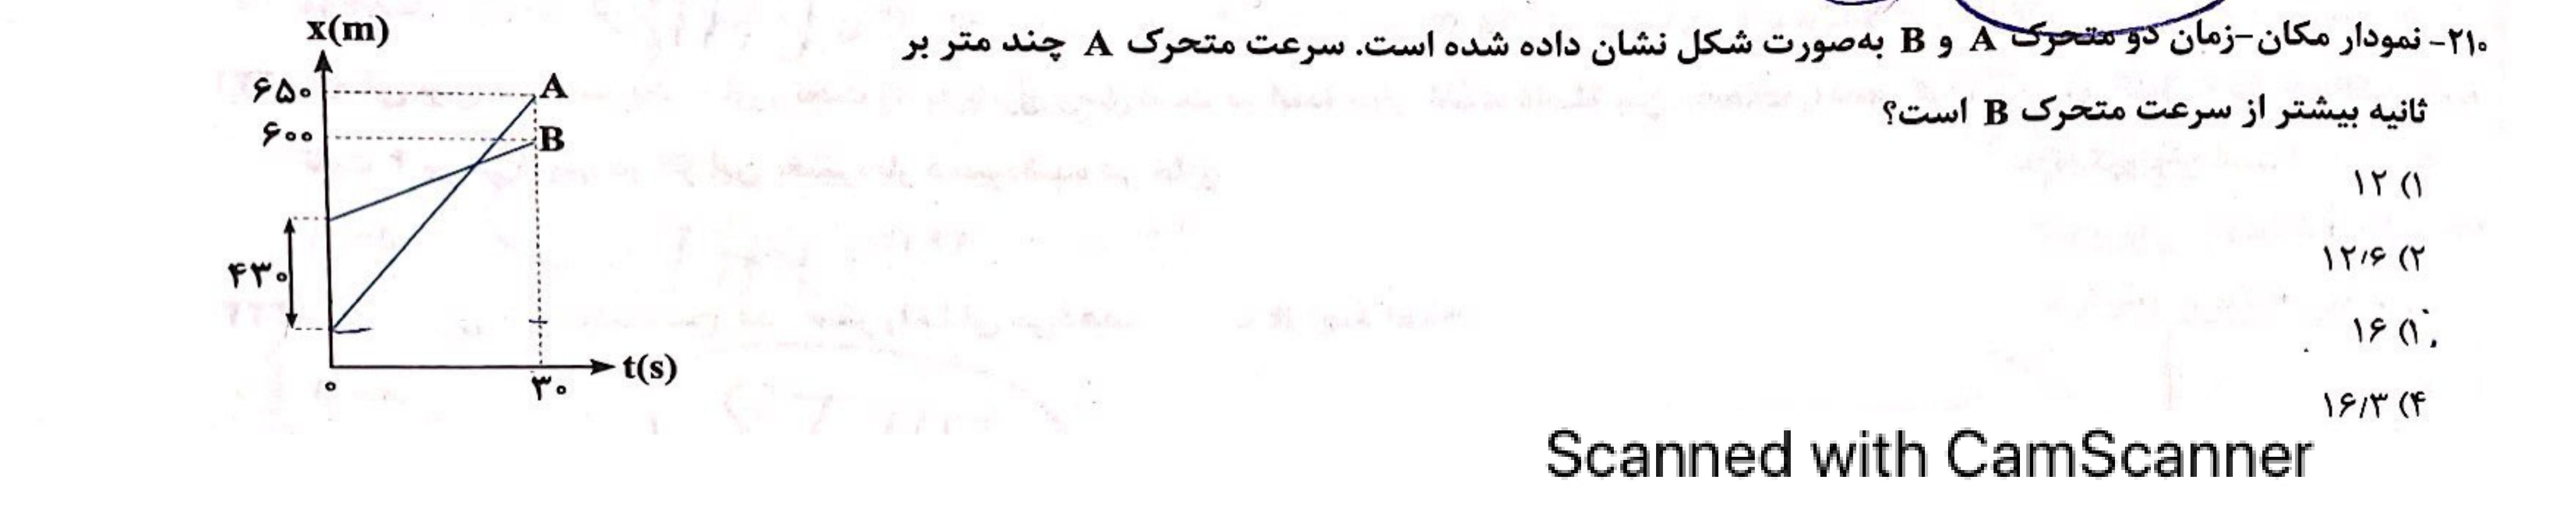 ۲۱۰- نمودار مکان-زمان دو متحرک A و B به‌صورت شکل نشان داده شده است. سرعت متحرک A چند متر بر
ثانیه بیشتر از سرعت متحرک B است؟
۱) ۱۲
۲) ۱۲/۶
۱) ۱۶
۴) ۱۶/۳
x(m)
۶۵۰
A
۶۰۰
B
۴۳۰
۰
۳۰
t(s)
Scanned with CamScanner